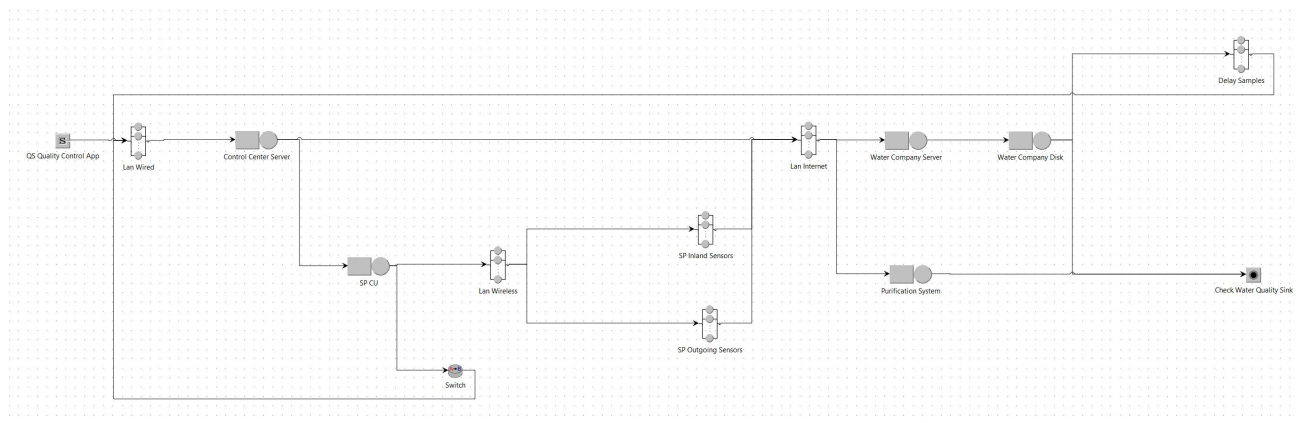 Delay Samples
S
QS Quality Control App
Lan Wired
Control Center Server
Lan Internet
Water Company Server
Water Company Disk
SP Inland Sensors
SP CU
Lan Wireless
Purification System
Check Water Quality Sink
SP Outgoing Sensors
Switch